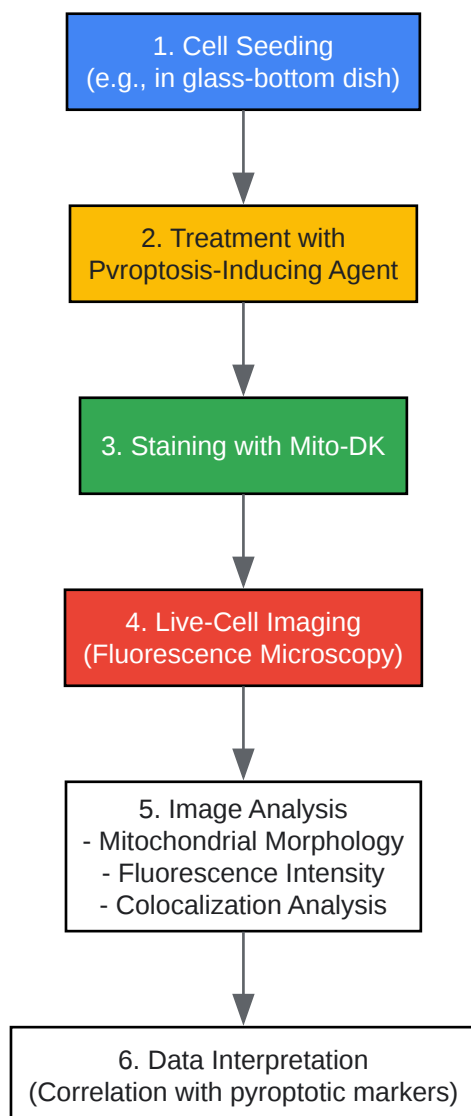 1. Cell Seeding
(e.g., in glass-bottom dish)
2. Treatment with
Pvroptosis-Inducing Agent
3. Staining with Mito-DK
4. Live-Cell Imaging
(Fluorescence Microscopy)
5. Image Analysis
- Mitochondrial Morphology
- Fluorescence Intensity
- Colocalization Analysis
6. Data Interpretation
(Correlation with pyroptotic markers)